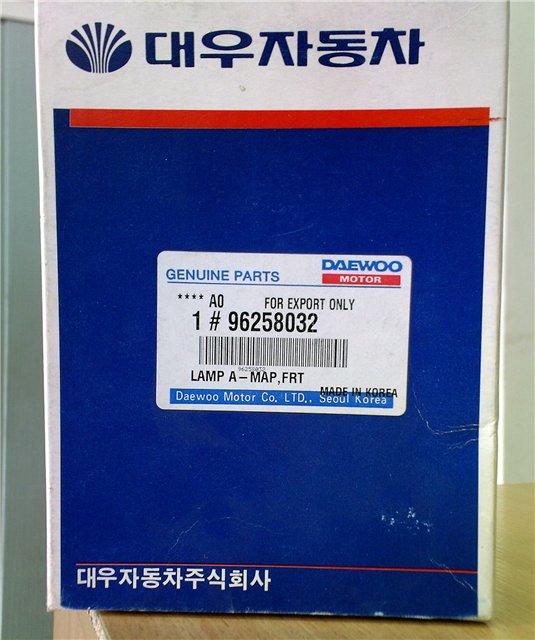 대우자동차
GENUINE PARTS
DAEWOO
MOTOR
**** A0 FOR EXPORT ONLY
1 # 96258032
96258032
LAMP A-MAP,FRT
MADE IN KOREA
Daewoo Motor Co. LTD., Seoul Korea
대우자동차주식회사